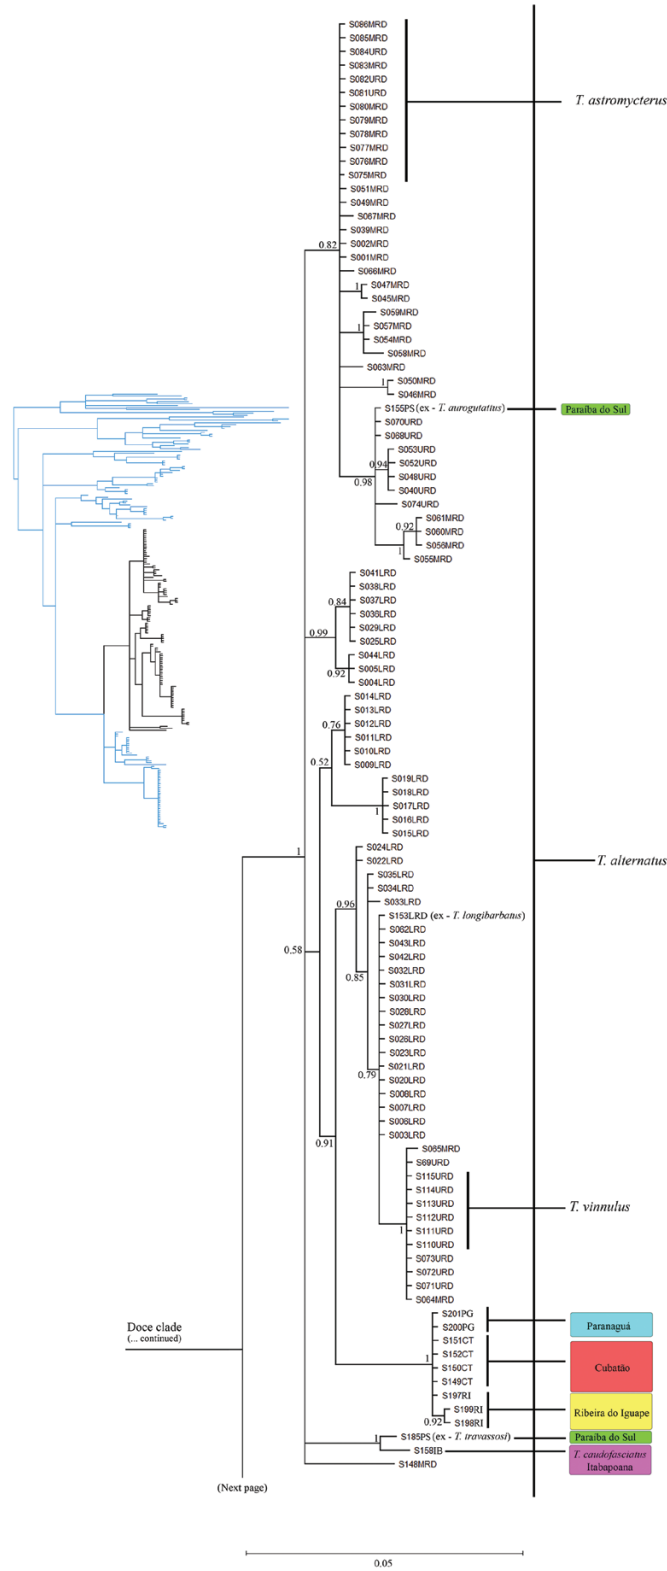 S086MRD
S085MRD
S084URD
S083MRD
S082URD
S081URD
T. astromycterus
S080MRD
S079MRD
S078MRD
S077MRD
S076MRD
S075MRD
S051MRD
S049MRD
S067MRD
S039MRD
0.82
S002MRD
S001MRD
S066MRD
1
S047MRD
S045MRD
S059MRD
1
S057MRD
S054MRD
S058MRD
S063MRD
1
S050MRD
S046MRD
S155PS (ex - T. aurogutatius)
Paraíba do Sul
S070URD
S068URD
S053URD
0.94
S052URD
0.98
S048URD
S040URD
S074URD
S061MRD
0.92
S060MRD
S056MRD
1
S055MRD
S041LRD
S038LRD
0.84
S037LRD
S036LRD
S029LRD
0.99
S025LRD
S044LRD
0.92
S005LRD
S004LRD
S014LRD
S013LRD
0.76
S012LRD
S011LRD
S010LRD
0.52
S009LRD
S019LRD
S018LRD
S017LRD
1
S016LRD
S015LRD
S024LRD
1
S022LRD
T. alternatus
S035LRD
S034LRD
0.96
S033LRD
S153LRD (ex - T. longibarbatus)
S062LRD
S043LRD
0.58
S042LRD
S032LRD
0.85
S031LRD
S030LRD
S028LRD
S027LRD
S026LRD
S023LRD
S021LRD
0.79
S020LRD
S008LRD
S007LRD
S006LRD
S003LRD
0.91
S065MRD
S69URD
S115URD
S114URD
S113URD
T. vinnulus
S112URD
1
S111URD
S110URD
S073URD
S072URD
S071URD
S064MRD
S201PG
Doce clade
(... continued)
S200PG
Paranaguá
S151CT
S152CT
1
S150CT
Cubatão
S149CT
S197RI
S199RI
Ribeira do Iguape
0.92
S198RI
1
S185PS (ex - T. travassosi)
Paraíba do Sul
S158IB
T. caudofasciatus
Itabapoana
S148MRD
(Next page)
0.05